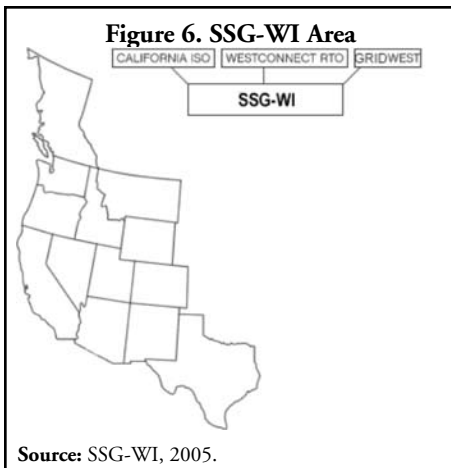 Figure 6. SSG-WI Area
CALIFORNIA ISO WESTCONNECT RTO GRIDWEST
SSG-WI
Source: SSG-WI, 2005.